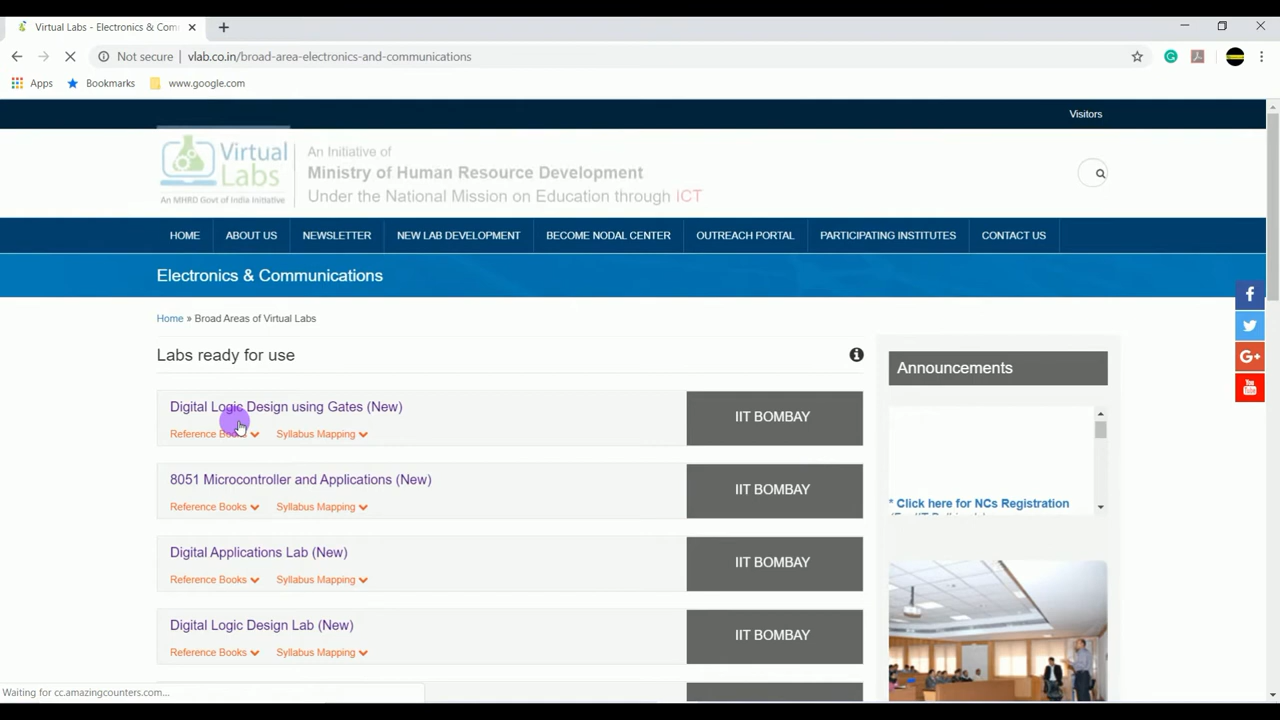 Virtual Labs - Electronics & Com
Not secure | vlab.co.in/broad-area-electronics-and-communications
Apps Bookmarks www.google.com
Visitors
Virtual Labs
An MHRD Govt of India Initiative
An Initiative of
Ministry of Human Resource Development
Under the National Mission on Education through ICT
HOME ABOUT US NEWSLETTER NEW LAB DEVELOPMENT BECOME NODAL CENTER OUTREACH PORTAL PARTICIPATING INSTITUTES CONTACT US
Electronics & Communications
Home » Broad Areas of Virtual Labs
Labs ready for use
Announcements
Digital Logic Design using Gates (New)
IIT BOMBAY
Reference Books Syllabus Mapping
8051 Microcontroller and Applications (New)
IIT BOMBAY
Reference Books Syllabus Mapping
* Click here for NCs Registration
Digital Applications Lab (New)
IIT BOMBAY
Reference Books Syllabus Mapping
Digital Logic Design Lab (New)
IIT BOMBAY
Reference Books Syllabus Mapping
Waiting for cc.amazingcounters.com...